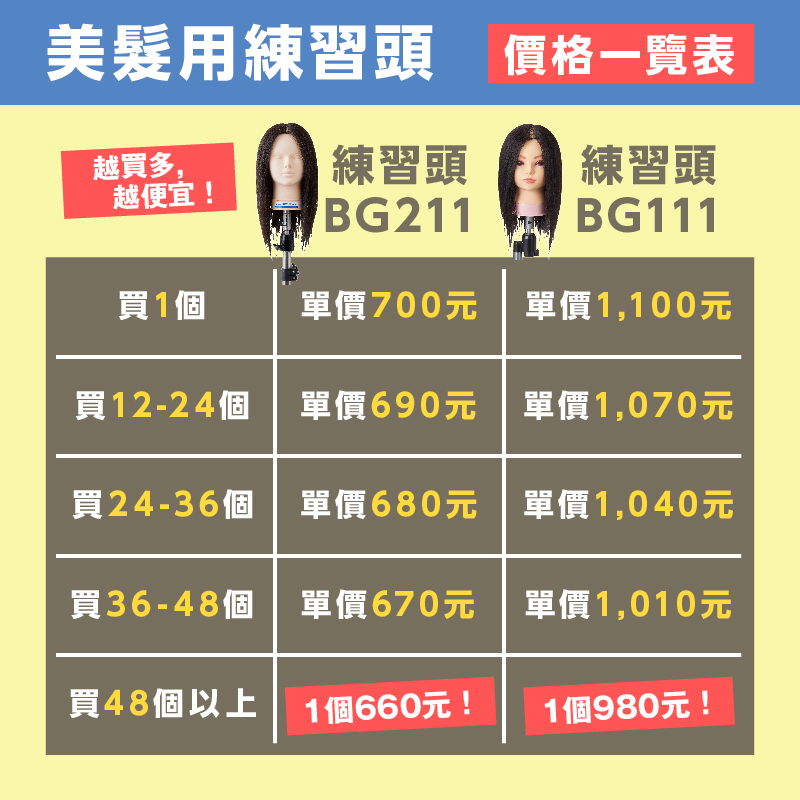 美髮用練習頭
價格一覽表
越買多,
越便宜！
練習頭
BG211
練習頭
BG111
買1個
單價700元
單價1,100元
買12-24個
單價690元
單價1,070元
買24-36個
單價680元
單價1,040元
買36-48個
單價670元
單價1,010元
買48個以上
1個660元！
1個980元！